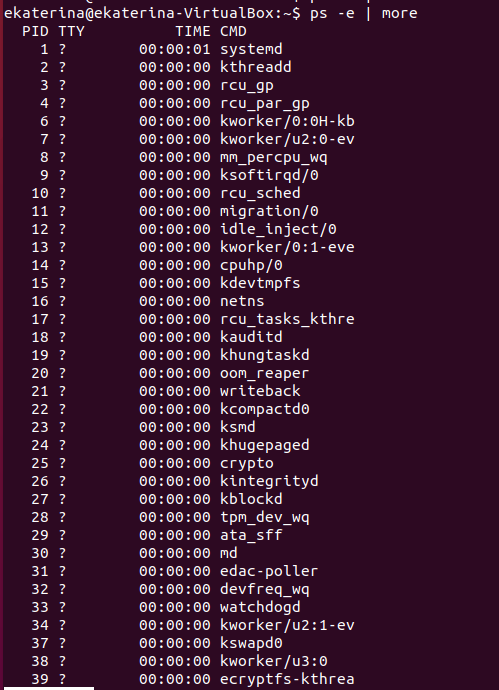 ekaterina@ekaterina-VirtualBox:~$ ps -e | more
PID TTY TIME CMD
1 ? 00:00:01 systemd
2 ? 00:00:00 kthreadd
3 ? 00:00:00 rcu_gp
4 ? 00:00:00 rcu_par_gp
6 ? 00:00:00 kworker/0:0H-kb
7 ? 00:00:00 kworker/u2:0-ev
8 ? 00:00:00 mm_percpu_wq
9 ? 00:00:00 ksoftirqd/0
10 ? 00:00:00 rcu_sched
11 ? 00:00:00 migration/0
12 ? 00:00:00 idle_inject/0
13 ? 00:00:00 kworker/0:1-eve
14 ? 00:00:00 cpuhp/0
15 ? 00:00:00 kdevtmpfs
16 ? 00:00:00 netns
17 ? 00:00:00 rcu_tasks_kthre
18 ? 00:00:00 kauditd
19 ? 00:00:00 khungtaskd
20 ? 00:00:00 oom_reaper
21 ? 00:00:00 writeback
22 ? 00:00:00 kcompactd0
23 ? 00:00:00 ksmd
24 ? 00:00:00 khugepaged
25 ? 00:00:00 crypto
26 ? 00:00:00 kintegrityd
27 ? 00:00:00 kblockd
28 ? 00:00:00 tpm_dev_wq
29 ? 00:00:00 ata_sff
30 ? 00:00:00 md
31 ? 00:00:00 edac-poller
32 ? 00:00:00 devfreq_wq
33 ? 00:00:00 watchdogd
34 ? 00:00:00 kworker/u2:1-ev
37 ? 00:00:00 kswapd0
38 ? 00:00:00 kworker/u3:0
39 ? 00:00:00 ecryptfs-kthrea